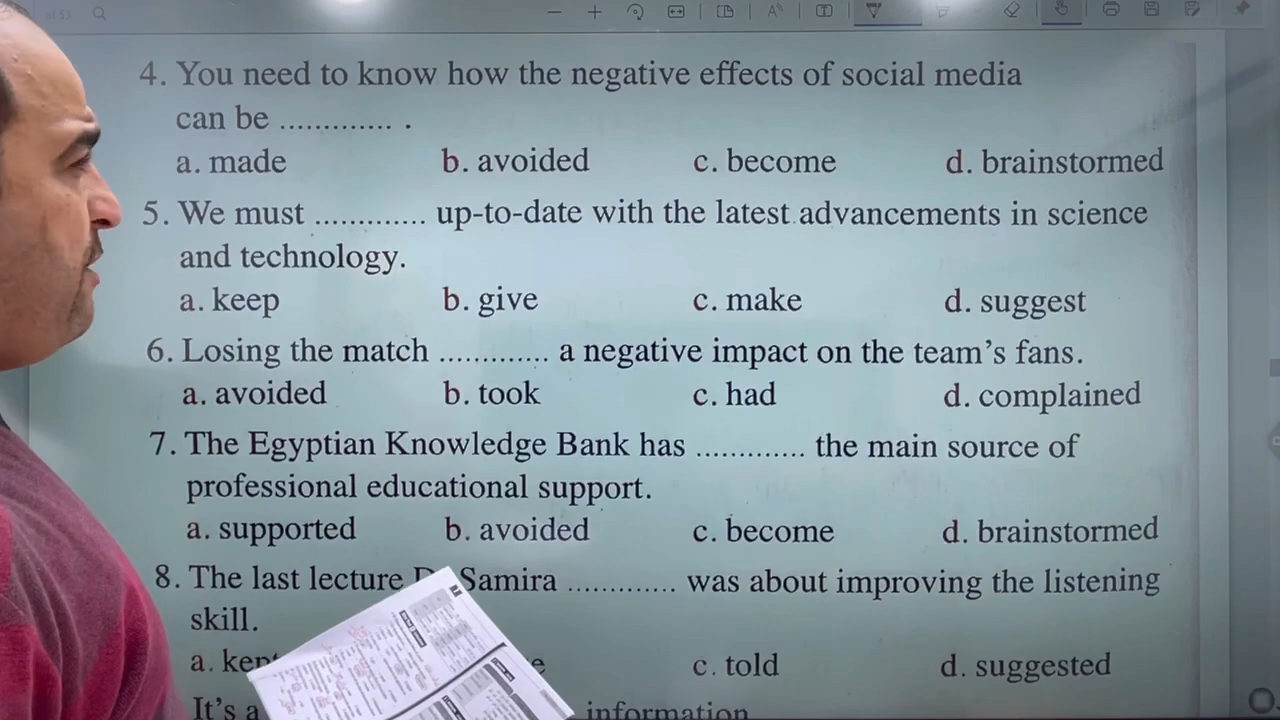 4. You need to know how the negative effects of social media
can be ............. .
a. made b. avoided c. become d. brainstormed
5. We must ............. up-to-date with the latest advancements in science
and technology.
a. keep b. give c. make d. suggest
6. Losing the match ............. a negative impact on the team's fans.
a. avoided b. took c. had d. complained
7. The Egyptian Knowledge Bank has ............. the main source of
professional educational support.
a. supported b. avoided c. become d. brainstormed
8. The last lecture Samira ............. was about improving the listening
skill.
a. c. told d. suggested
It's a information